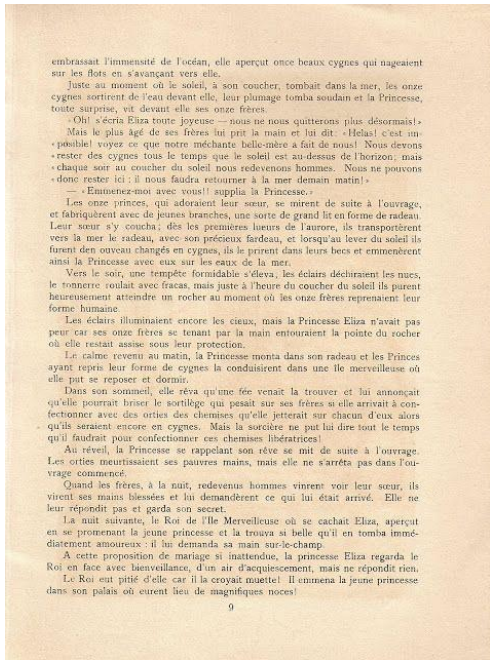 embrassait l'immensité de l'océan, elle aperçut onze beaux cygnes qui nageaient
sur les flots en s'avançant vers elle.
Juste au moment où le soleil, à son coucher, tombait dans la mer, les onze
cygnes sortirent de l'eau devant elle, leur plumage tomba soudain et la Princesse,
toute surprise, vit devant elle ses onze frères.
«Oh! s'écria Eliza toute joyeuse — nous ne nous quitterons plus désormais!»
Mais le plus âgé de ses frères lui prit la main et lui dit: «Helas! c'est im-
«possible! voyez ce que notre méchante belle-mère a fait de nous! Nous devons
«rester des cygnes tous le temps que le soleil est au-dessus de l'horizon; mais
«chaque soir au coucher du soleil nous redevenons hommes. Nous ne pouvons
«donc rester ici: il nous faudra retourner à la mer demain matin!»
— «Emmenez-moi avec vous!! supplia la Princesse.»
Les onze princes, qui adoraient leur sœur, se mirent de suite à l'ouvrage,
et fabriquèrent avec de jeunes branches, une sorte de grand lit en forme de radeau.
Leur sœur s'y coucha; dès les premières lueurs de l'aurore, ils transportèrent
vers la mer le radeau, avec son précieux fardeau, et lorsqu'au lever du soleil ils
furent den ouveau changés en cygnes, ils le prirent dans leurs becs et emmenèrent
ainsi la Princesse avec eux sur les eaux de la mer.
Vers le soir, une tempête formidable s'éleva; les éclairs déchiraient les nues,
le tonnerre roulait avec fracas, mais juste à l'heure du coucher du soleil ils purent
heureusement atteindre un rocher au moment où les onze frères reprenaient leur
forme humaine.
Les éclairs illuminaient encore les cieux, mais la Princesse Eliza n'avait pas
peur car ses onze frères se tenant par la main entouraient la pointe du rocher
où elle restait assise sous leur protection.
Le calme revenu au matin, la Princesse monta dans son radeau et les Princes
ayant repris leur forme de cygnes la conduisirent dans une île merveilleuse où
elle put se reposer et dormir.
Dans son sommeil, elle rêva qu'une fée venait la trouver et lui annonçait
qu'elle pourrait briser le sortilège qui pesait sur ses frères si elle arrivait à con-
fectionner avec des orties des chemises qu'elle jetterait sur chacun d'eux alors
qu'ils seraient encore en cygnes. Mais la sorcière ne put lui dire tout le temps
qu'il faudrait pour confectionner ces chemises libératrices!
Au réveil, la Princesse se rappelant son rêve se mit de suite à l'ouvrage.
Les orties meurtissaient ses pauvres mains, mais elle ne s'arrêta pas dans l'ou-
vrage commencé.
Quand les frères, à la nuit, redevenus hommes vinrent voir leur sœur, ils
virent ses mains blessées et lui demandèrent ce qui lui était arrivé. Elle ne
leur répondit pas et garda son secret.
La nuit suivante, le Roi de l'Ile Merveilleuse où se cachait Eliza, aperçut
en se promenant la jeune princesse et la trouva si belle qu'il en tomba immé-
diatement amoureux: il lui demanda sa main sur-le-champ.
A cette proposition de mariage si inattendue, la princesse Eliza regarda le
Roi en face avec bienveillance, d'un air d'acquiescement, mais ne répondit rien.
Le Roi eut pitié d'elle car il la croyait muette! Il emmena la jeune princesse
dans son palais où eurent lieu de magnifiques noces!
9